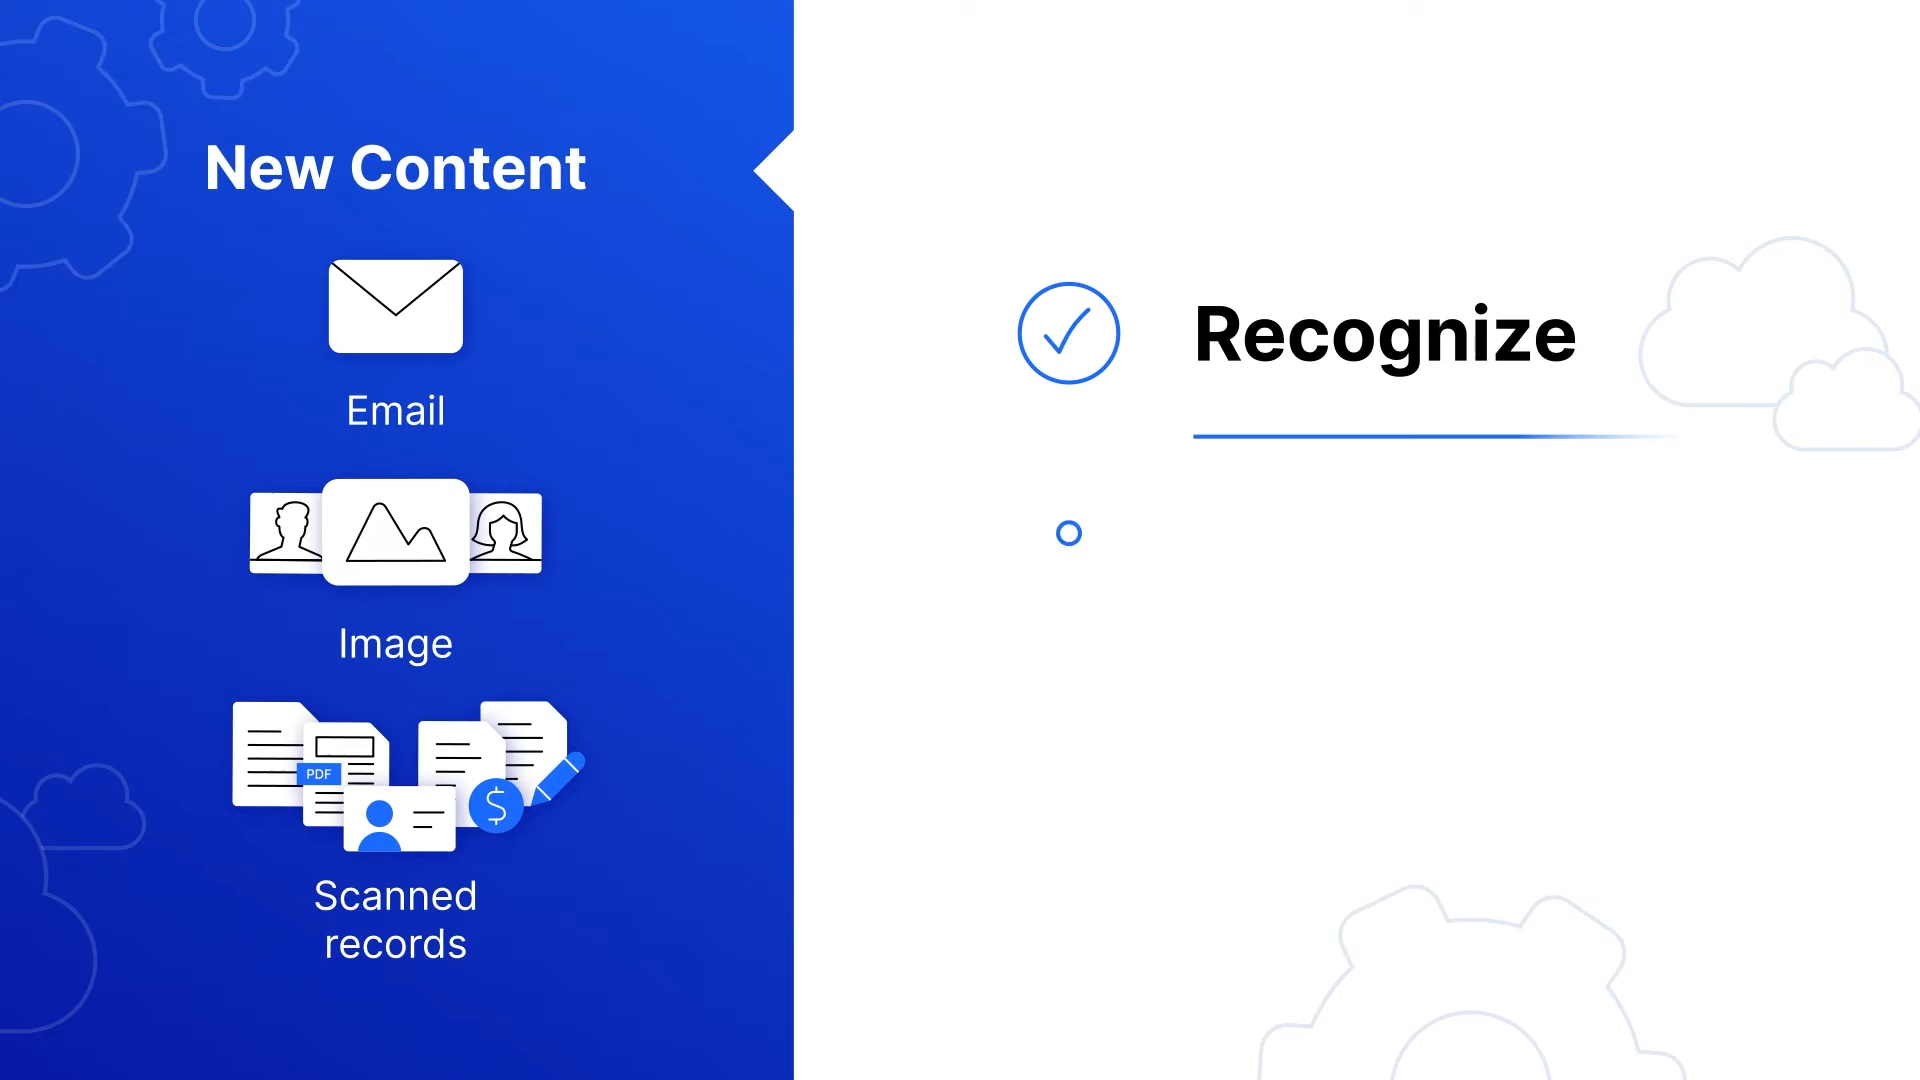 New Content
Email
Image
PDF
$
Scanned
records
Recognize